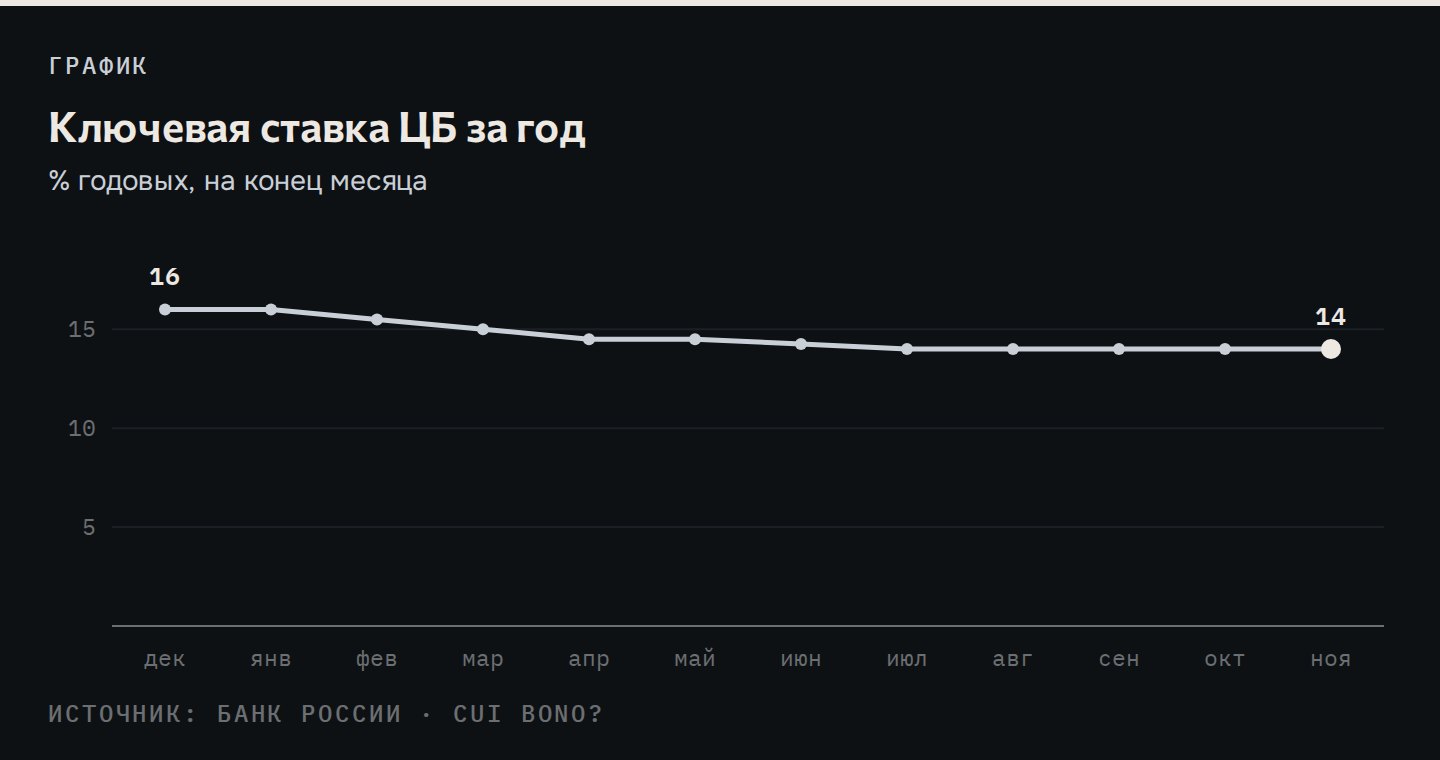 ГРАФИК
Ключевая ставка ЦБ за год
% годовых, на конец месяца
16
14
15
10
5
дек янв фев мар апр май июн июл авг сен окт ноя
ИСТОЧНИК: БАНК РОССИИ · CUI BONO?